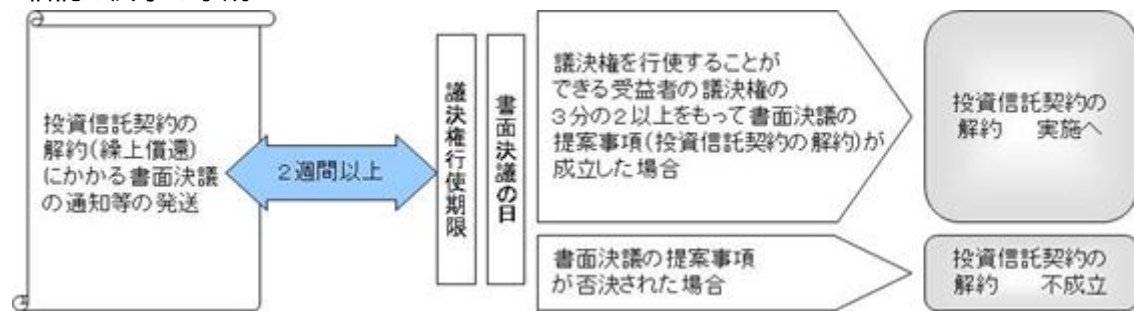 投資信託契約の
解約(繰上償還)
にかかる書面決議
の通知等の発送
2週間以上
議決権行使期限
書面決議の日
議決権を行使することが
できる受益者の議決権の
3分の2以上をもって書面決議の
提案事項(投資信託契約の解約)が
成立した場合
投資信託契約の
解約　実施へ
書面決議の提案事項
が否決された場合
投資信託契約の
解約　不成立